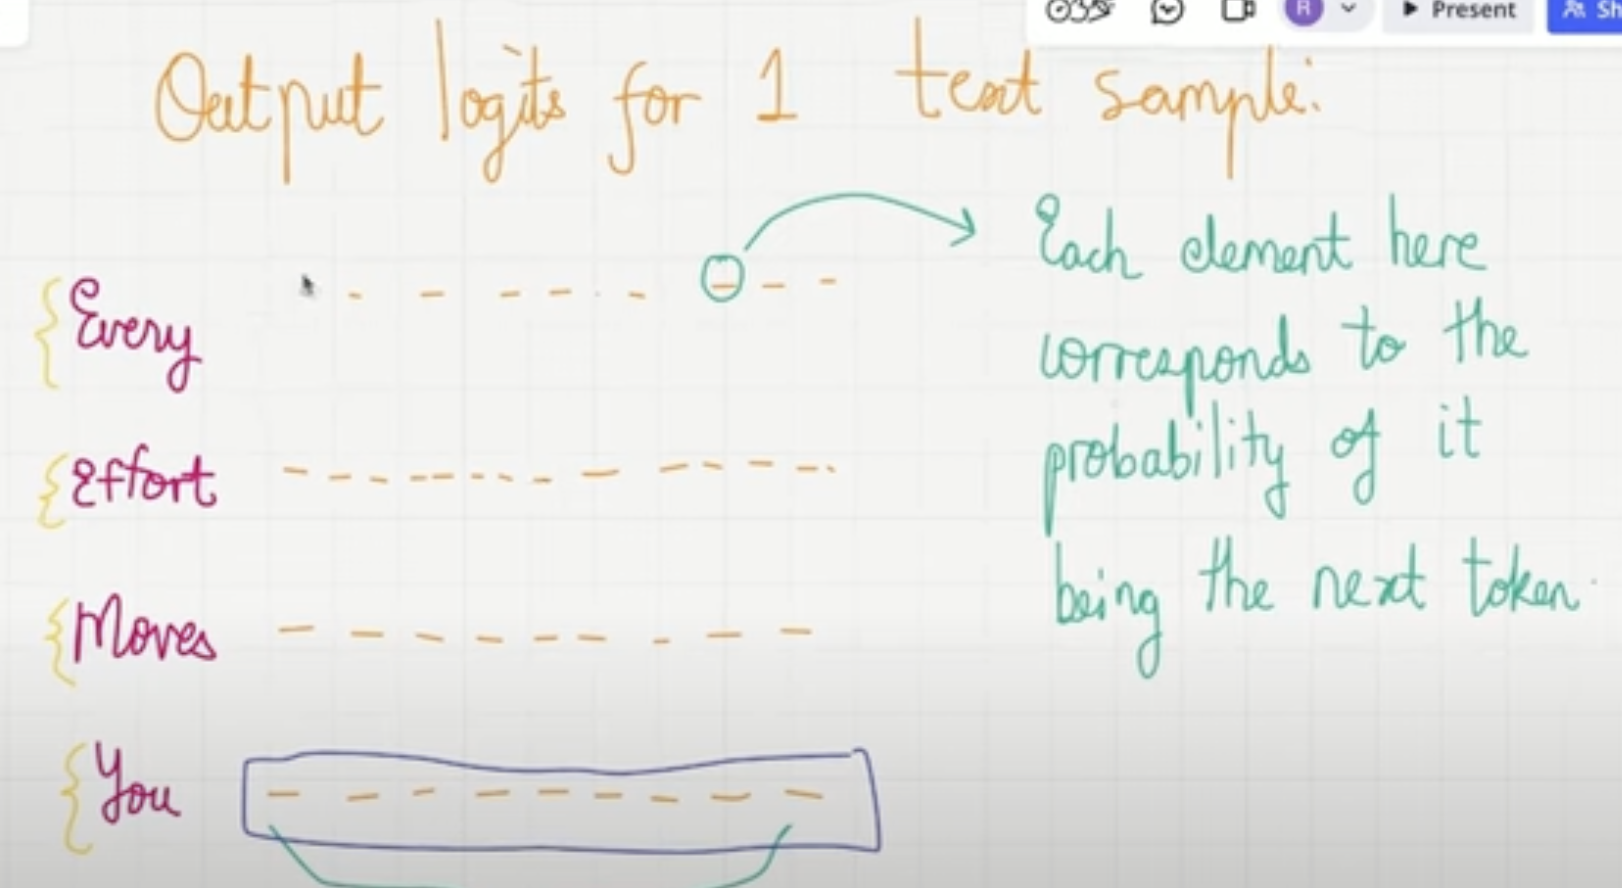 Present
Sh
R
Output logits for 1 text sample:
Each element here
corresponds to the
probability of it
being the next token.
Every
Effort
Moves
You